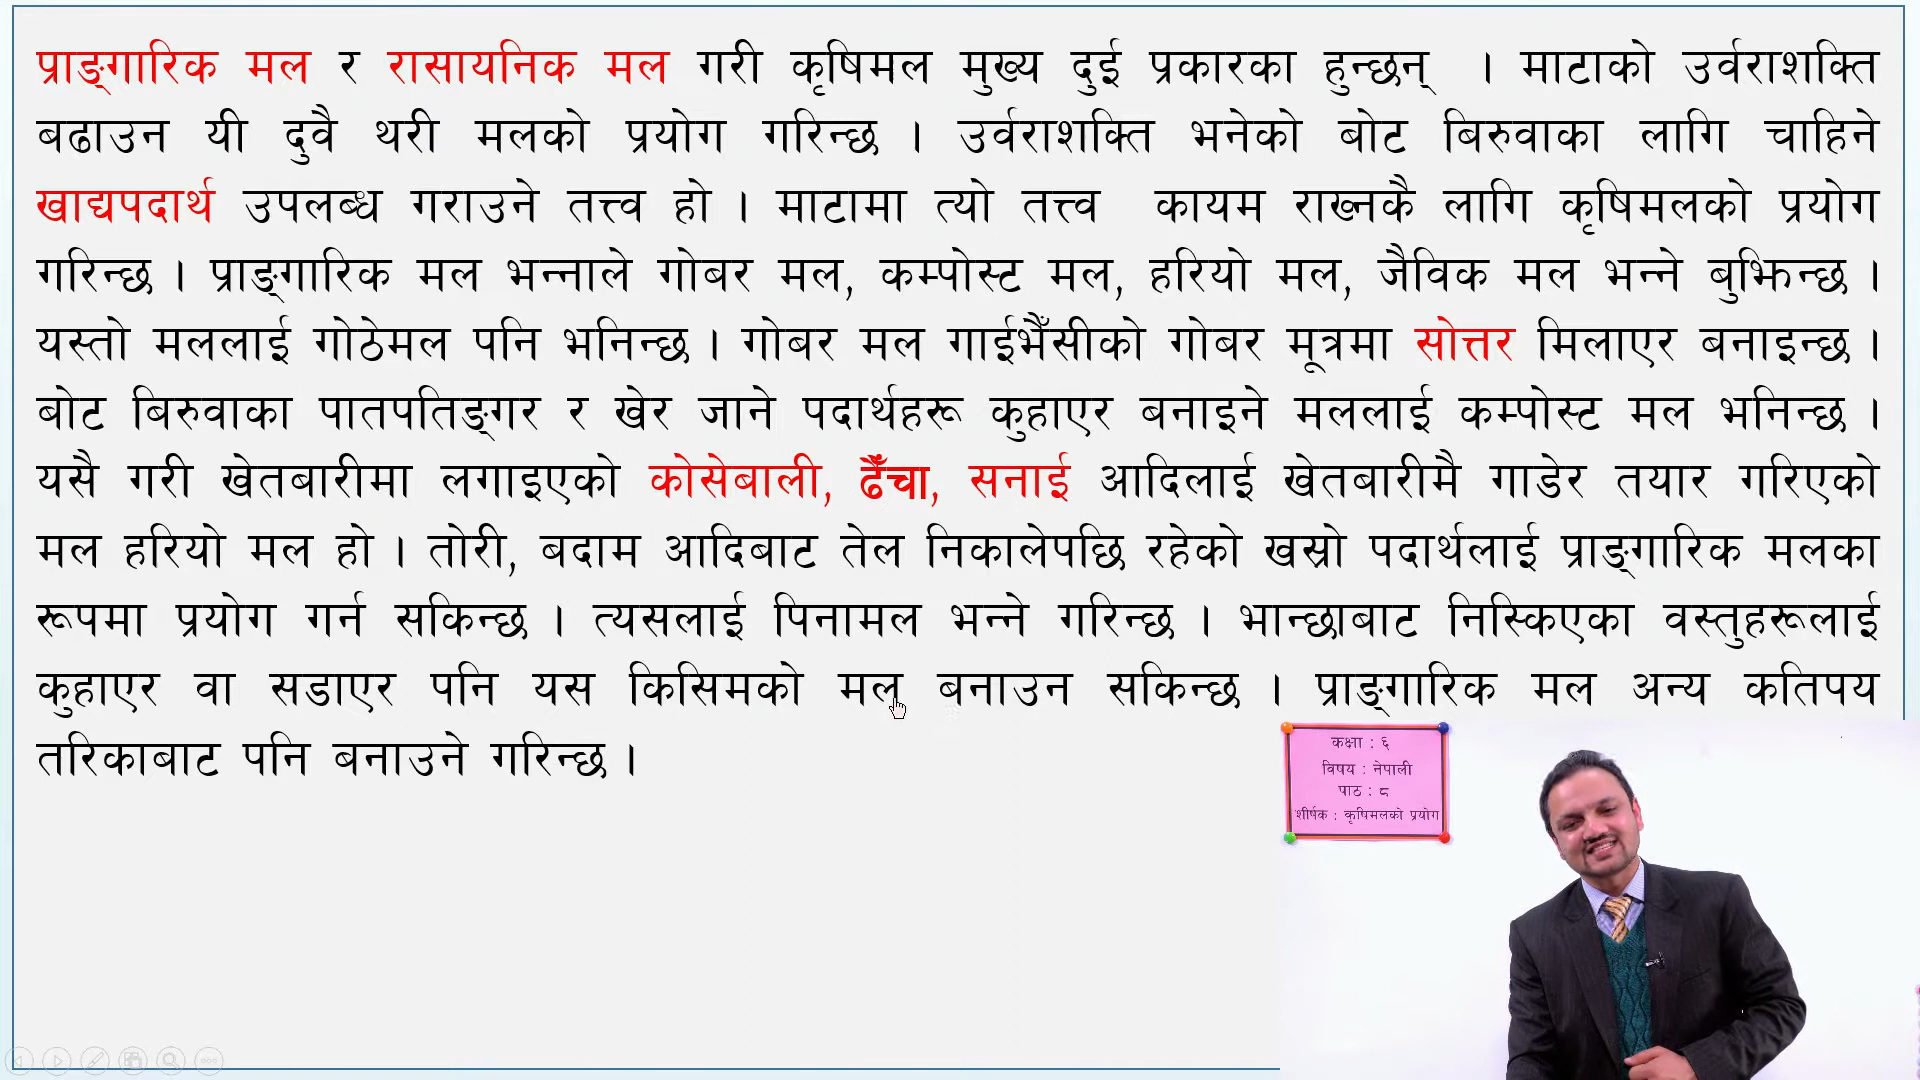 प्राङ्गारिक मल र रासायनिक मल गरी कृषिमल मुख्य दुई प्रकारका हुन्छन् । माटाको उर्वराशक्ति
बढाउन यी दुवै थरी मलको प्रयोग गरिन्छ । उर्वराशक्ति भनेको बोट बिरुवाका लागि चाहिने
खाद्यपदार्थ उपलब्ध गराउने तत्त्व हो । माटामा त्यो तत्त्व कायम राख्नकै लागि कृषिमलको प्रयोग
गरिन्छ । प्राङ्गारिक मल भन्नाले गोबर मल, कम्पोस्ट मल, हरियो मल, जैविक मल भन्ने बुझिन्छ ।
यस्तो मललाई गोठेमल पनि भनिन्छ । गोबर मल गाईभैँसीको गोबर मूत्रमा सोत्तर मिलाएर बनाइन्छ ।
बोट बिरुवाका पातपतिङ्गर र खेर जाने पदार्थहरू कुहाएर बनाइने मललाई कम्पोस्ट मल भनिन्छ ।
यसै गरी खेतबारीमा लगाइएको कोसेबाली, ढैँचा, सनाई आदिलाई खेतबारीमै गाडेर तयार गरिएको
मल हरियो मल हो । तोरी, बदाम आदिबाट तेल निकालेपछि रहेको खस्रो पदार्थलाई प्राङ्गारिक मलका
रूपमा प्रयोग गर्न सकिन्छ । त्यसलाई पिनामल भन्ने गरिन्छ । भान्छाबाट निस्किएका वस्तुहरूलाई
कुहाएर वा सडाएर पनि यस किसिमको मल बनाउन सकिन्छ । प्राङ्गारिक मल अन्य कतिपय
तरिकाबाट पनि बनाउने गरिन्छ ।
कक्षा : ६
विषय : नेपाली
पाठ : ८
शीर्षक : कृषिमलको प्रयोग